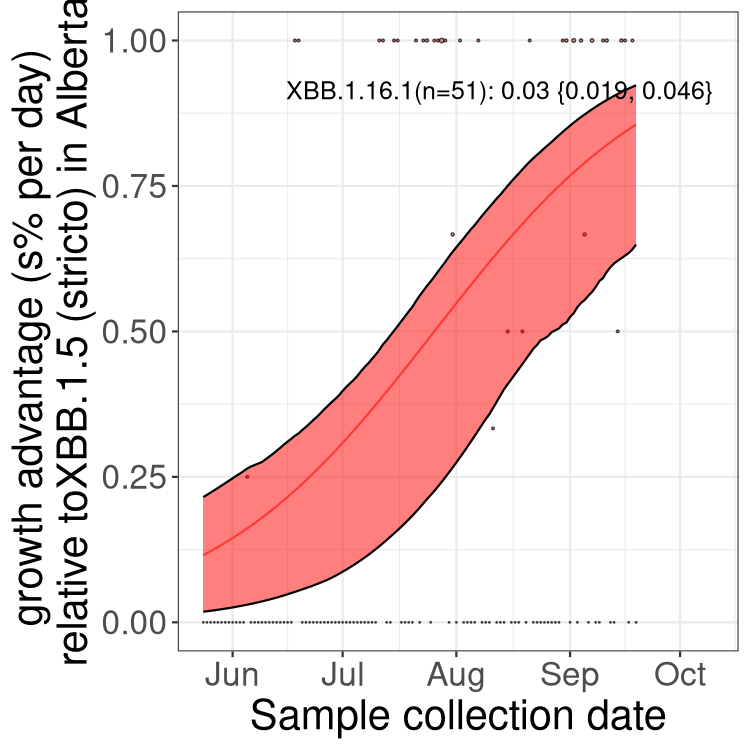 growth advantage (s% per day)
relative toXBB.1.5 (stricto) in Alberta
1.00
0.75
0.50
0.25
0.00
XBB.1.16.1(n=51): 0.03 {0.019, 0.046}
Jun Jul Aug Sep Oct
Sample collection date